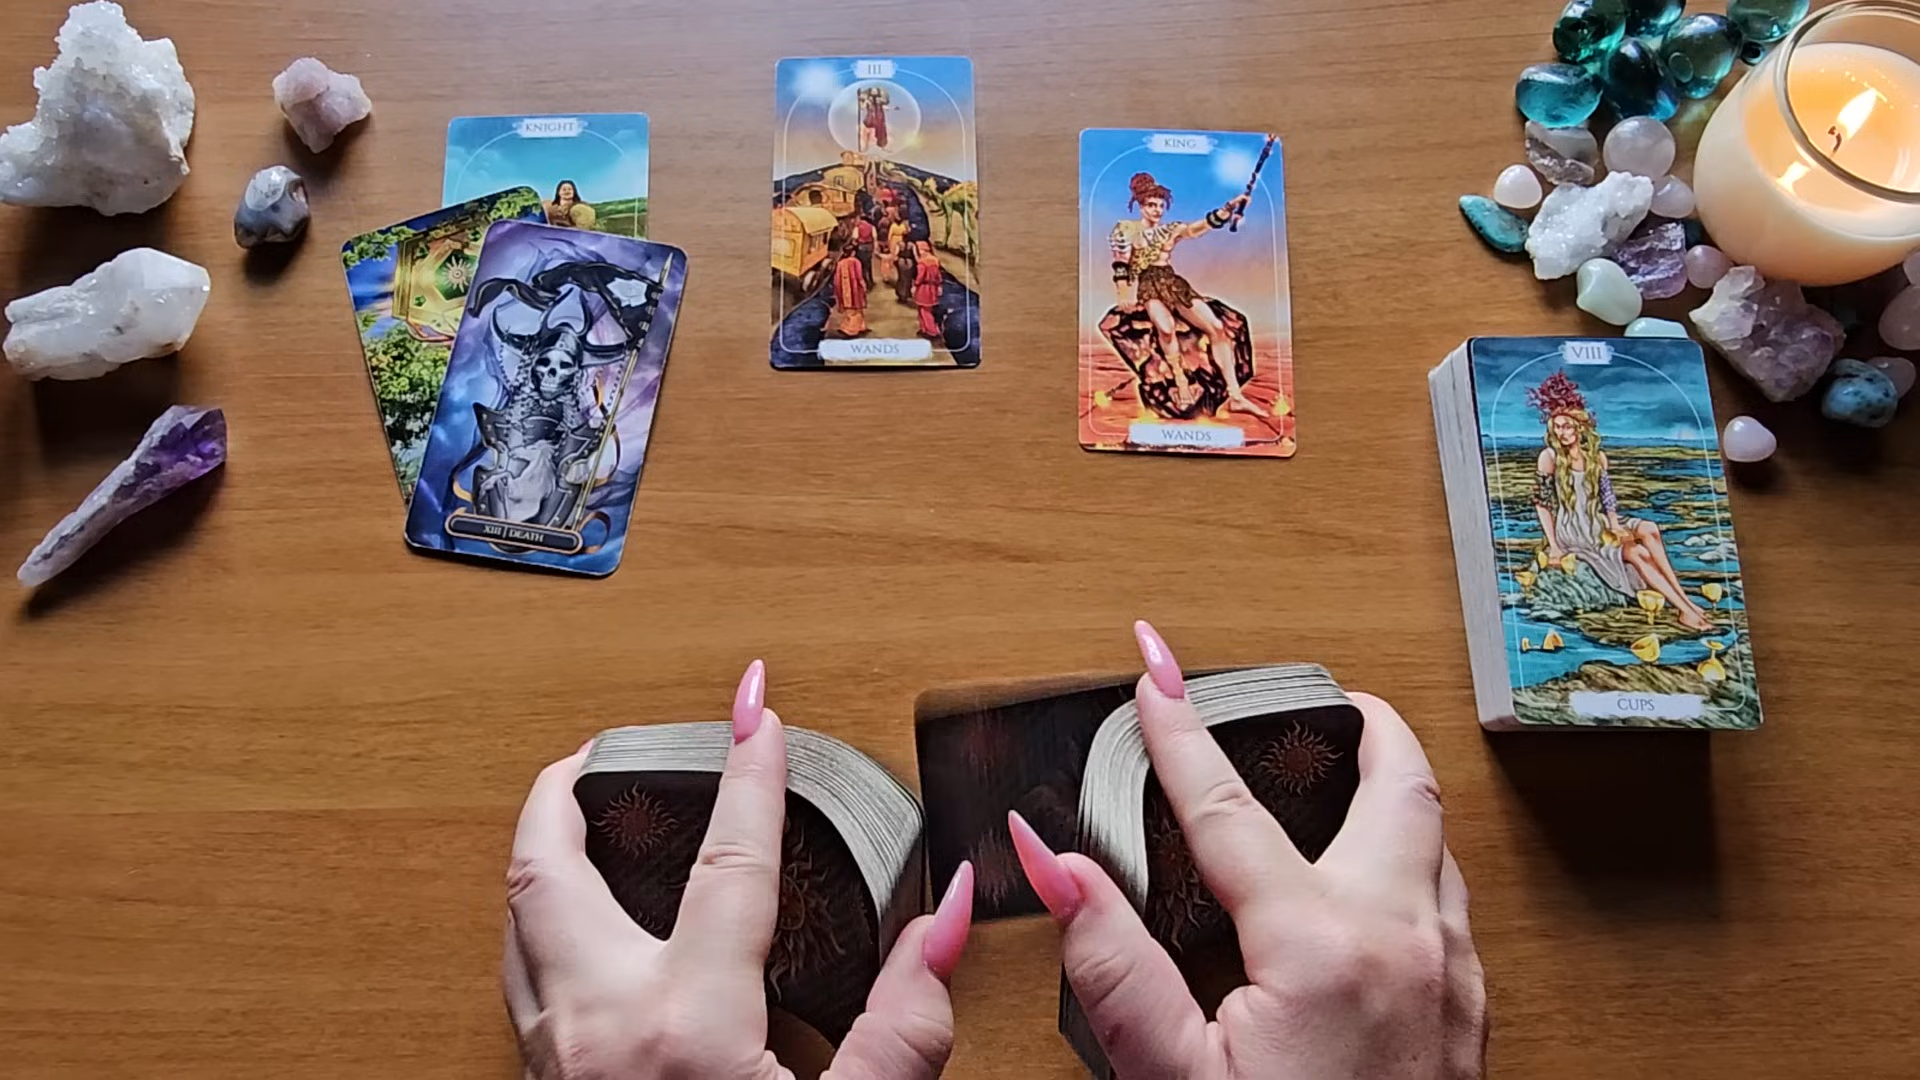 KNIGHT
XIII | DEATH
III
WANDS
KING
WANDS
VIII
CUPS